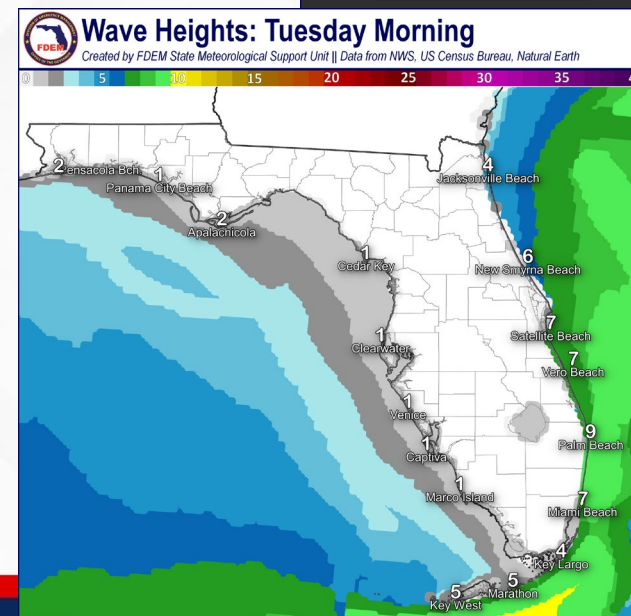 Wave Heights: Tuesday Morning
FDEM
Created by FDEM State Meteorological Support Unit || Data from NWS, US Census Bureau, Natural Earth
0 5 10 15 20 25 30 35
2
Pensacola Bch.
1
Panama City Beach
2
Apalachicola
4
Jacksonville Beach
1
Cedar Key
6
New Smyrna Beach
7
Satellite Beach
1
Clearwater
7
Vero Beach
1
Venice
9
Palm Beach
1
Captiva
1
Marco Island
7
Miami Beach
4
Key Largo
5
Marathon
5
Key West